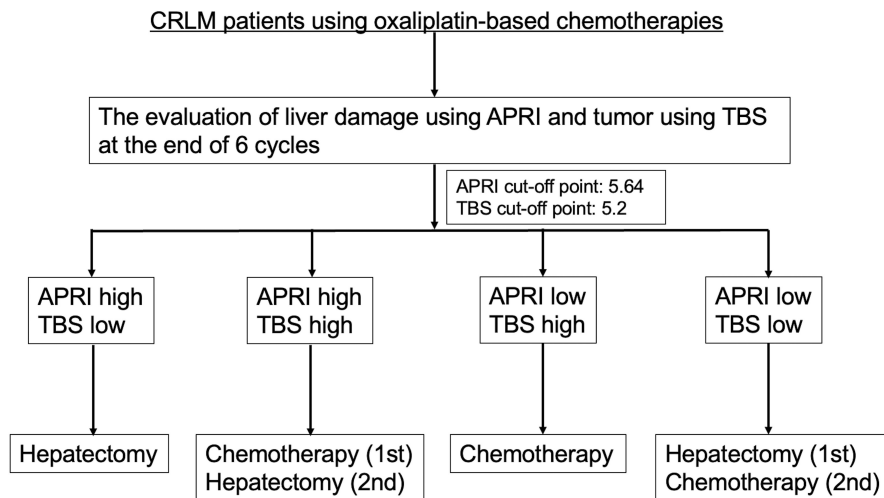 CRLM patients using oxaliplatin-based chemotherapies
The evaluation of liver damage using APRI and tumor using TBS
at the end of 6 cycles
APRI cut-off point: 5.64
TBS cut-off point: 5.2
APRI high
TBS low
APRI high
TBS high
APRI low
TBS high
APRI low
TBS low
Hepatectomy
Chemotherapy (1st)
Hepatectomy (2nd)
Chemotherapy
Hepatectomy (1st)
Chemotherapy (2nd)